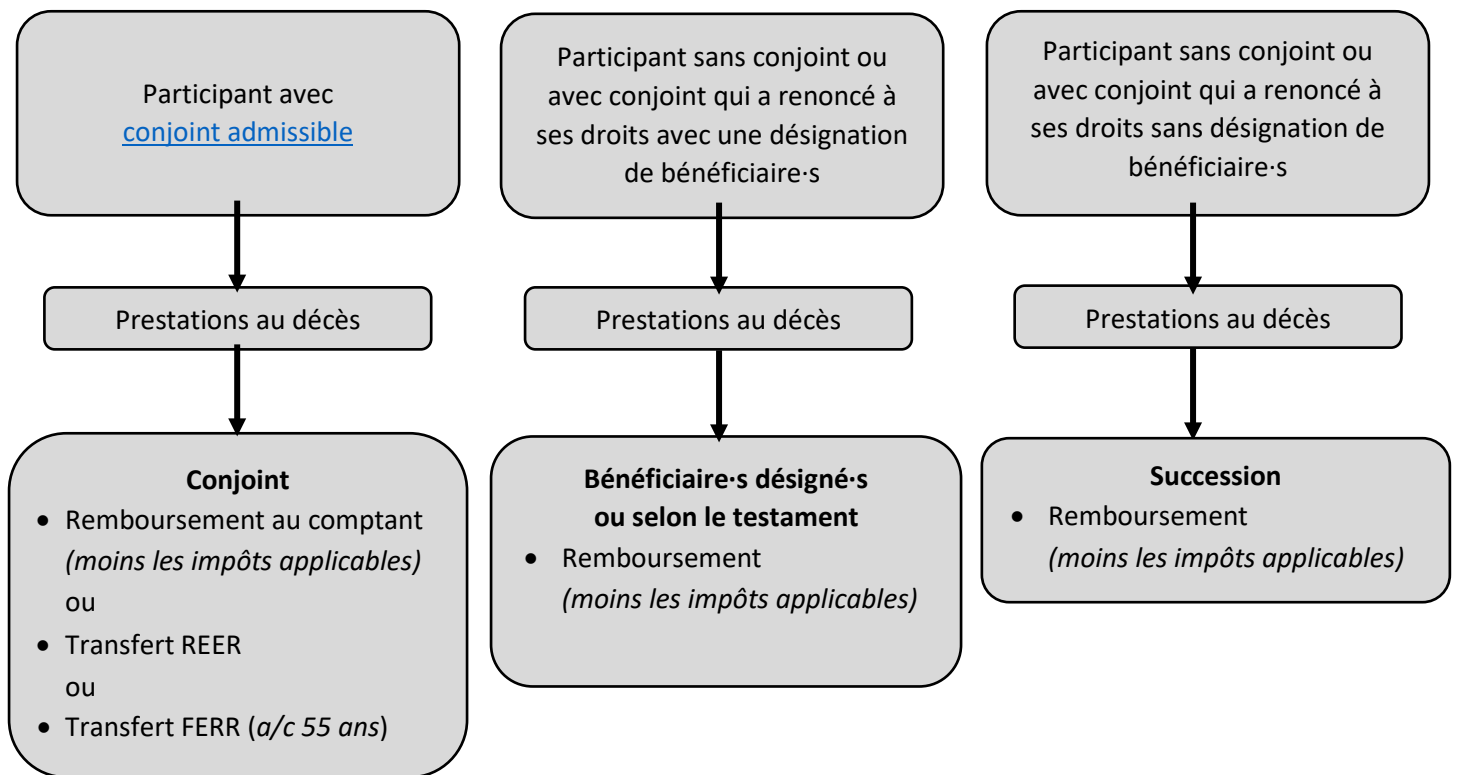 Participant avec
conjoint admissible
Prestations au décès
Conjoint
• Remboursement au comptant
(moins les impôts applicables)
ou
• Transfert REER
ou
• Transfert FERR (a/c 55 ans)
Participant sans conjoint ou
avec conjoint qui a renoncé à
ses droits avec une désignation
de bénéficiaire·s
Prestations au décès
Bénéficiaire·s désigné·s
ou selon le testament
• Remboursement
(moins les impôts applicables)
Participant sans conjoint ou
avec conjoint qui a renoncé à
ses droits sans désignation de
bénéficiaire·s
Prestations au décès
Succession
• Remboursement
(moins les impôts applicables)